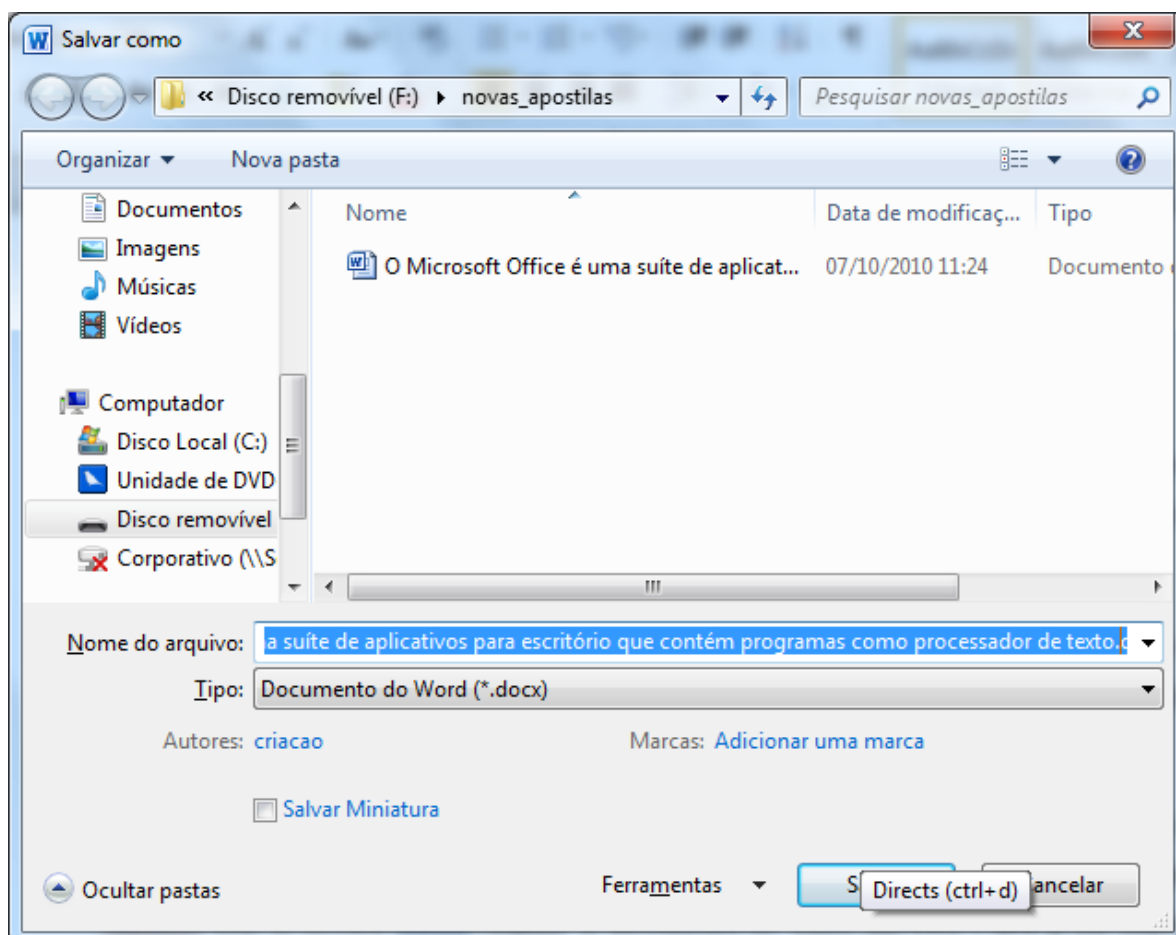 Salvar como
« Disco removível (F:) novas_apostilas Pesquisar novas_apostilas
Organizar Nova pasta
Documentos
Imagens
Músicas
Vídeos
Computador
Disco Local (C:)
Unidade de DVD
Disco removível
Corporativo (\\S
Nome Data de modificaç... Tipo
O Microsoft Office é uma suíte de aplicat... 07/10/2010 11:24 Documento
Nome do arquivo: a suíte de aplicativos para escritório que contém programas como processador de texto.
Tipo: Documento do Word (*.docx)
Autores: criacao Marcas: Adicionar uma marca
Salvar Miniatura
Ocultar pastas Ferramentas S ancelar
Directs (ctrl+d)